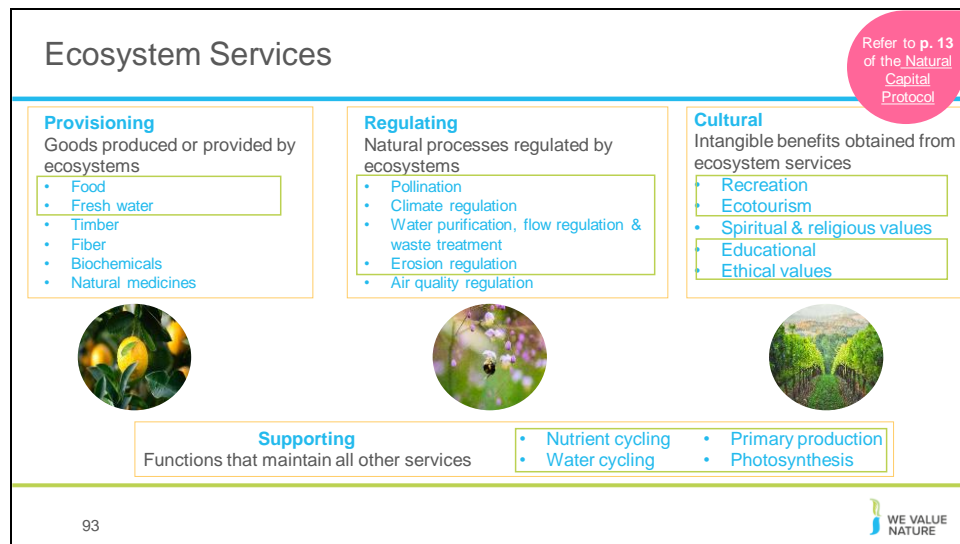 Ecosystem Services
Refer to p. 13
of the Natural
Capital
Protocol
Provisioning
Goods produced or provided by
ecosystems
• Food
• Fresh water
• Timber
• Fiber
• Biochemicals
• Natural medicines
Regulating
Natural processes regulated by
ecosystems
• Pollination
• Climate regulation
• Water purification, flow regulation &
waste treatment
• Erosion regulation
• Air quality regulation
Cultural
Intangible benefits obtained from
ecosystem services
• Recreation
• Ecotourism
• Spiritual & religious values
• Educational
• Ethical values
Supporting
Functions that maintain all other services
• Nutrient cycling
• Water cycling
• Primary production
• Photosynthesis
93
WE VALUE
NATURE